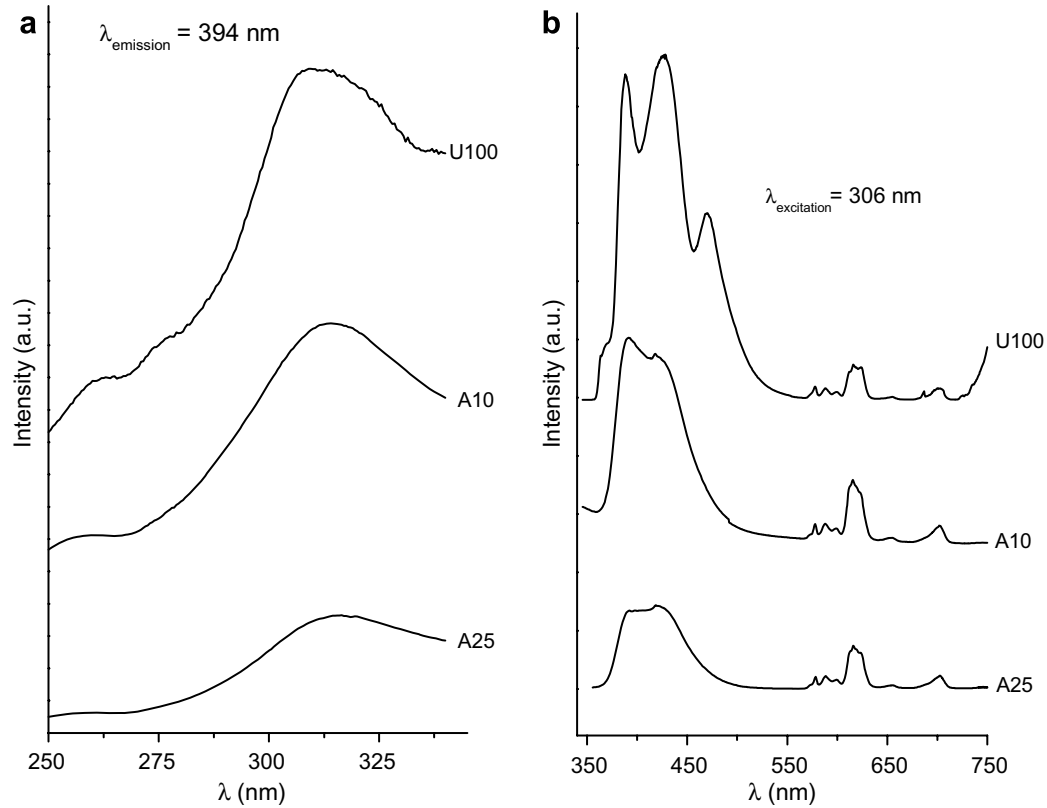 a
λemission = 394 nm
U100
A10
A25
Intensity (a.u.)
250 275 300 325
λ (nm)
b
λexcitation= 306 nm
U100
A10
A25
Intensity (a.u.)
350 450 550 650 750
λ (nm)